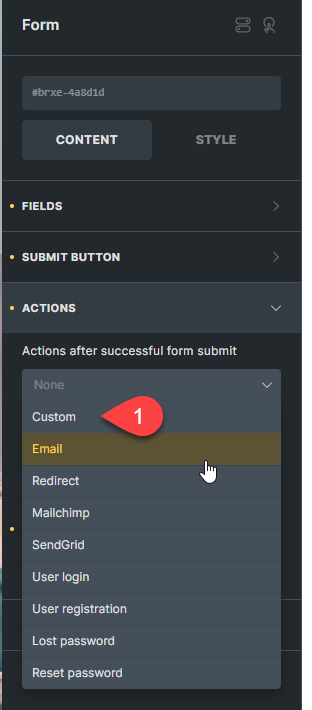 Form
#brxe-4a8d1d
CONTENT STYLE
FIELDS
SUBMIT BUTTON
ACTIONS
Actions after successful form submit
None
Custom 1
Email
Redirect
Mailchimp
SendGrid
User login
User registration
Lost password
Reset password